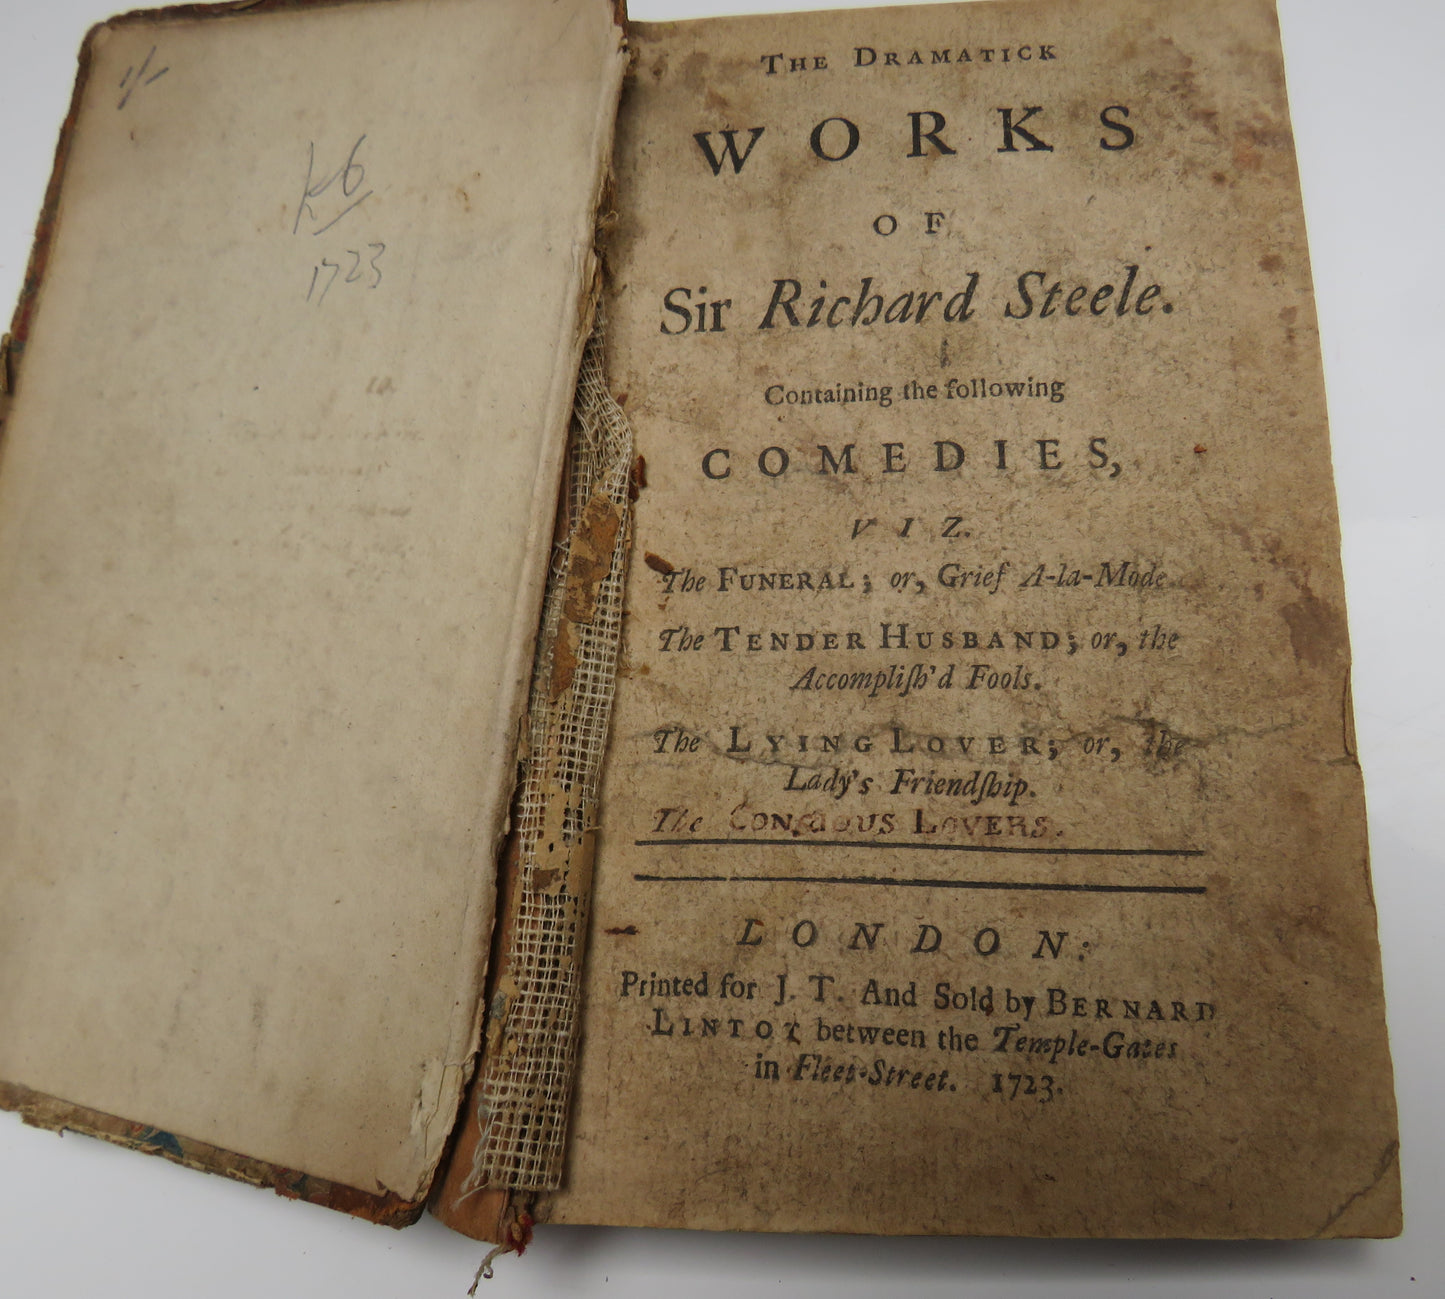 1/-
k6
1723
THE DRAMATICK
WORKS
OF
Sir Richard Steele.
Containing the following
COMEDIES,
VIZ.
The FUNERAL; or, Grief A-la-Mode
The TENDER HUSBAND; or, the
Accompliſh'd Fools.
The LYING LOVER; or, the
Lady's Friendſhip.
The CONSCIOUS LOVERS.
LONDON:
Printed for J. T. And Sold by BERNARD
LINTOT between the Temple-Gates
in Fleet-Street. 1723.